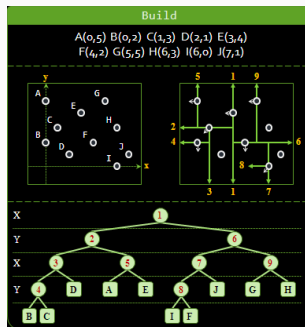 Build
A(0,5) B(0,2) C(1,3) D(2,1) E(3,4)
F(4,2) G(5,5) H(6,3) I(6,0) J(7,1)
y
A G
E
C H
B D F J
I x
5 1 9
2
4 6
8
3 1 7
X 1
Y 2 6
X 3 5 7 9
Y 4 D A E 8 J G H
B C I F